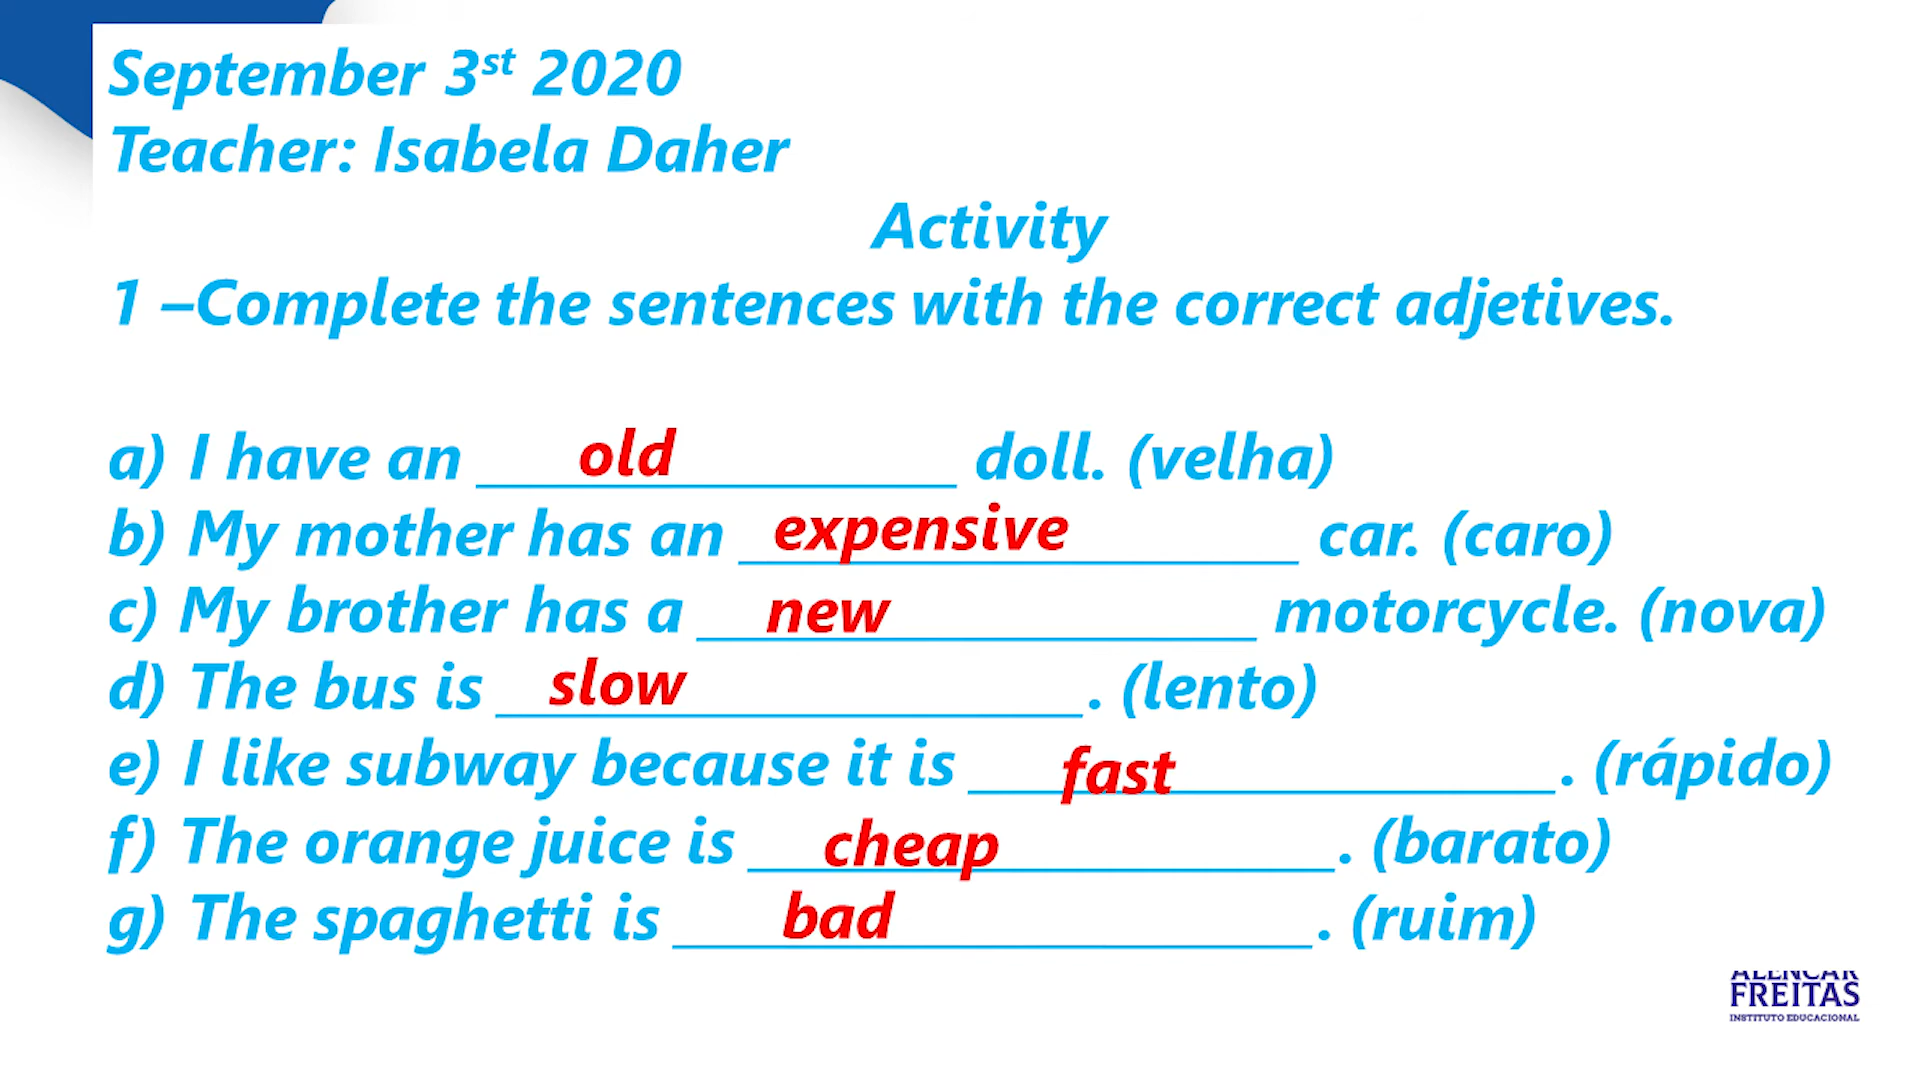 September 3st 2020
Teacher: Isabela Daher
Activity
1 –Complete the sentences with the correct adjetives.
a) I have an old doll. (velha)
b) My mother has an expensive car. (caro)
c) My brother has a new motorcycle. (nova)
d) The bus is slow. (lento)
e) I like subway because it is fast. (rápido)
f) The orange juice is cheap. (barato)
g) The spaghetti is bad. (ruim)
ALENCAR
FREITAS
INSTITUTO EDUCACIONAL